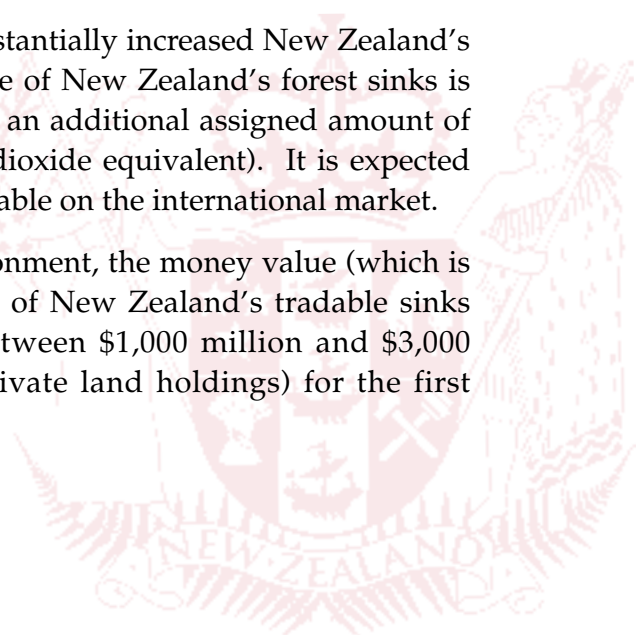 stantially increased New Zealand's
e of New Zealand's forest sinks is
an additional assigned amount of
dioxide equivalent). It is expected
able on the international market.
onment, the money value (which is
of New Zealand's tradable sinks
tween $1,000 million and $3,000
ivate land holdings) for the first
NEW·ZEALAND